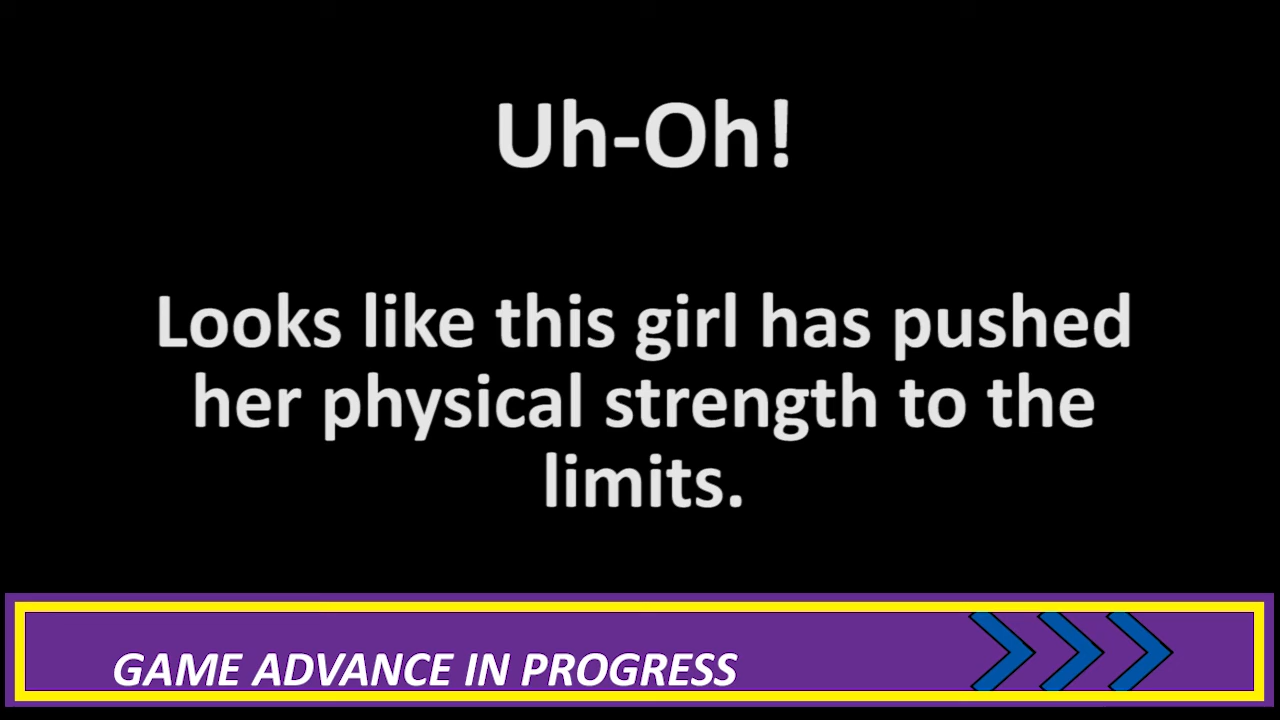 Uh-Oh!
Looks like this girl has pushed
her physical strength to the
limits.
GAME ADVANCE IN PROGRESS